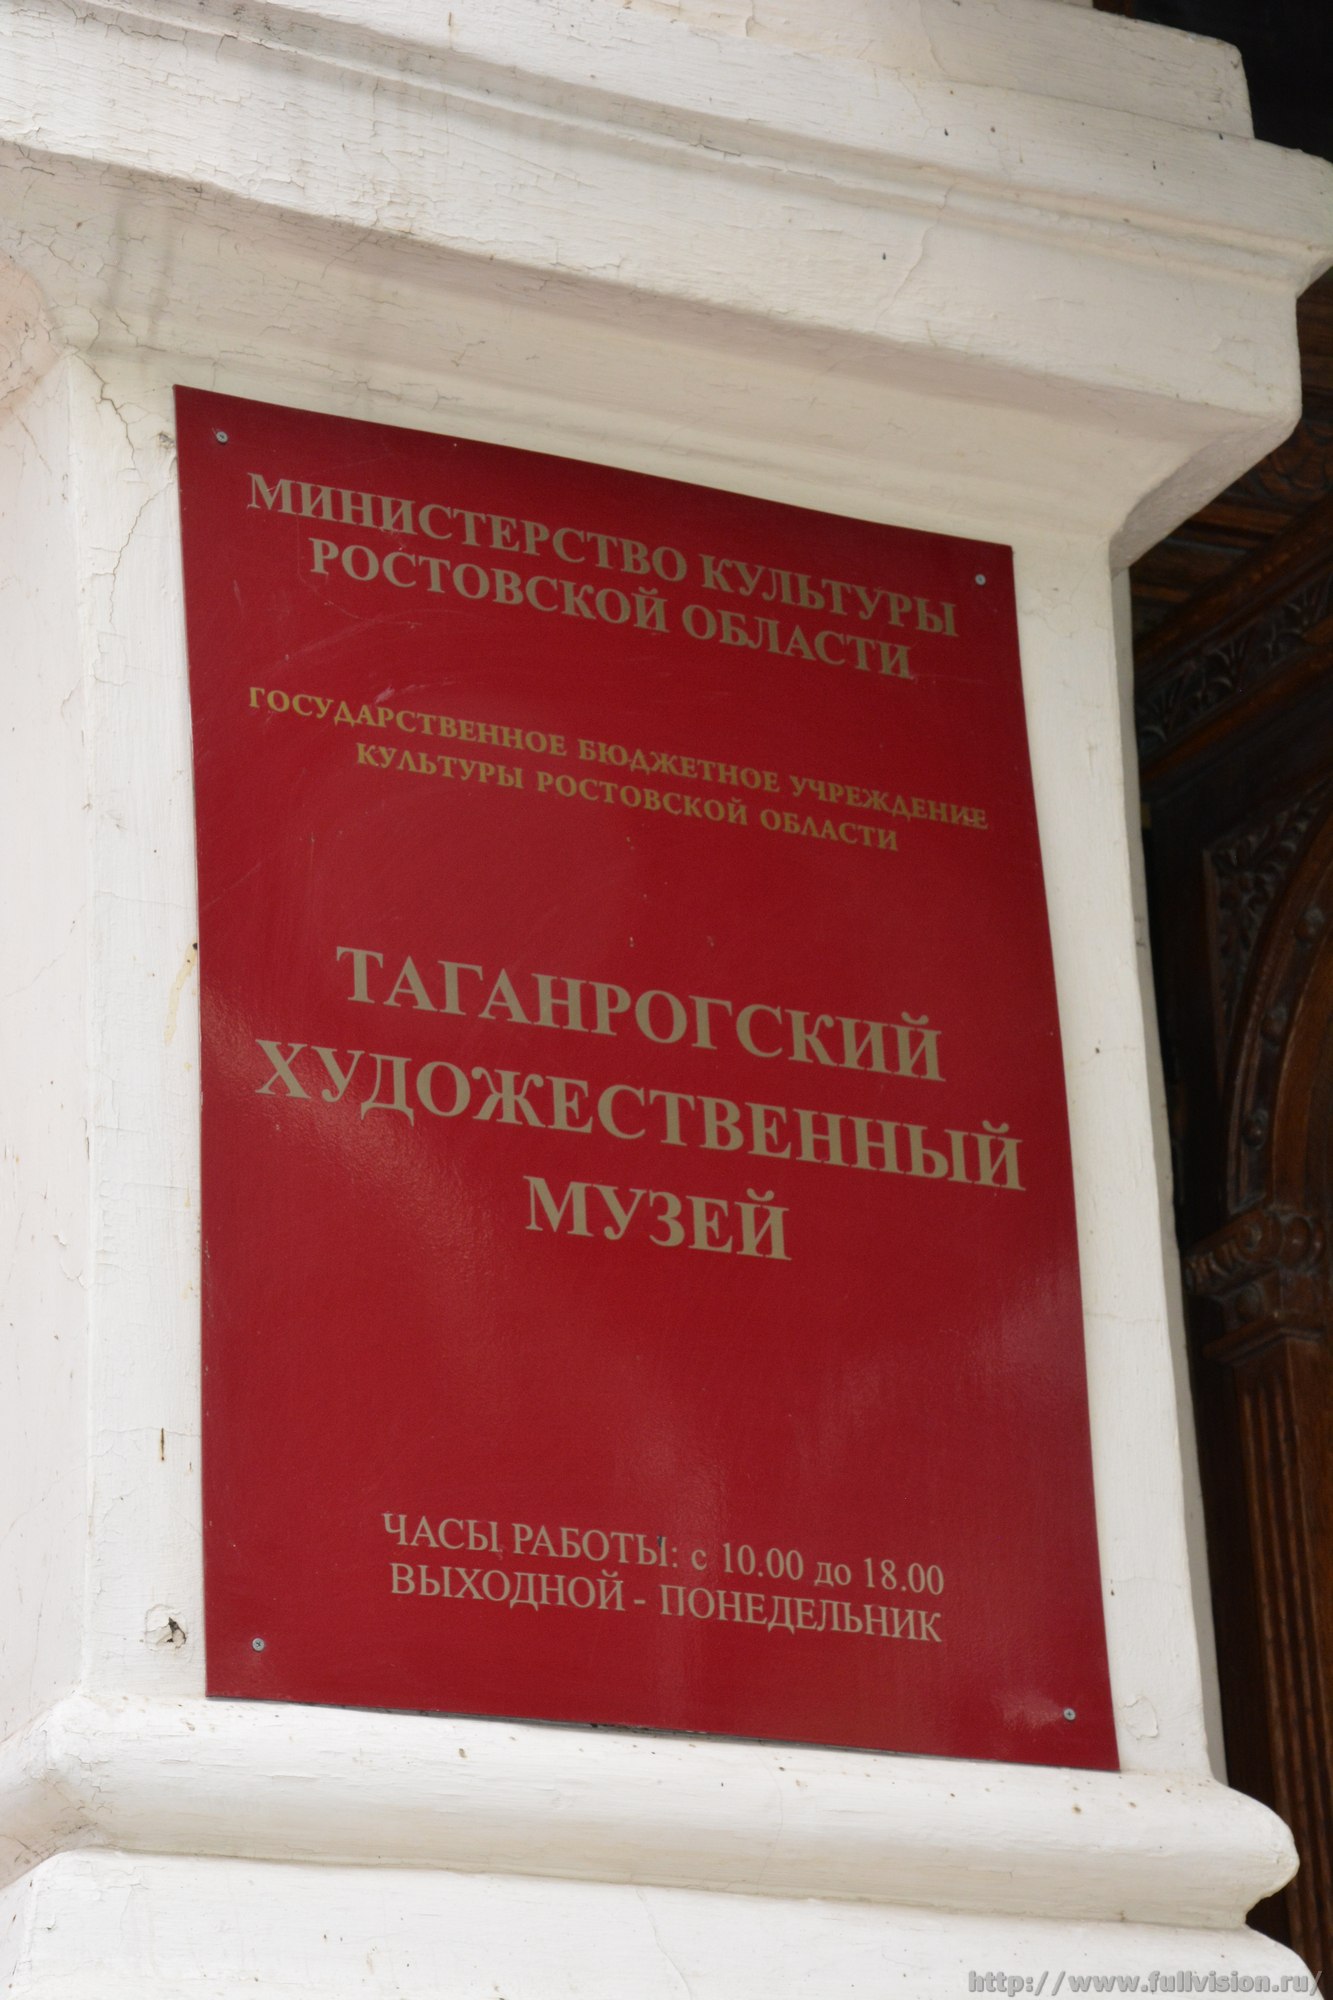 МИНИСТЕРСТВО КУЛЬТУРЫ
РОСТОВСКОЙ ОБЛАСТИ
ГОСУДАРСТВЕННОЕ БЮДЖЕТНОЕ УЧРЕЖДЕНИЕ
КУЛЬТУРЫ РОСТОВСКОЙ ОБЛАСТИ
ТАГАНРОГСКИЙ
ХУДОЖЕСТВЕННЫЙ
МУЗЕЙ
ЧАСЫ РАБОТЫ: с 10.00 до 18.00
ВЫХОДНОЙ - ПОНЕДЕЛЬНИК
http://www.fullvision.ru/